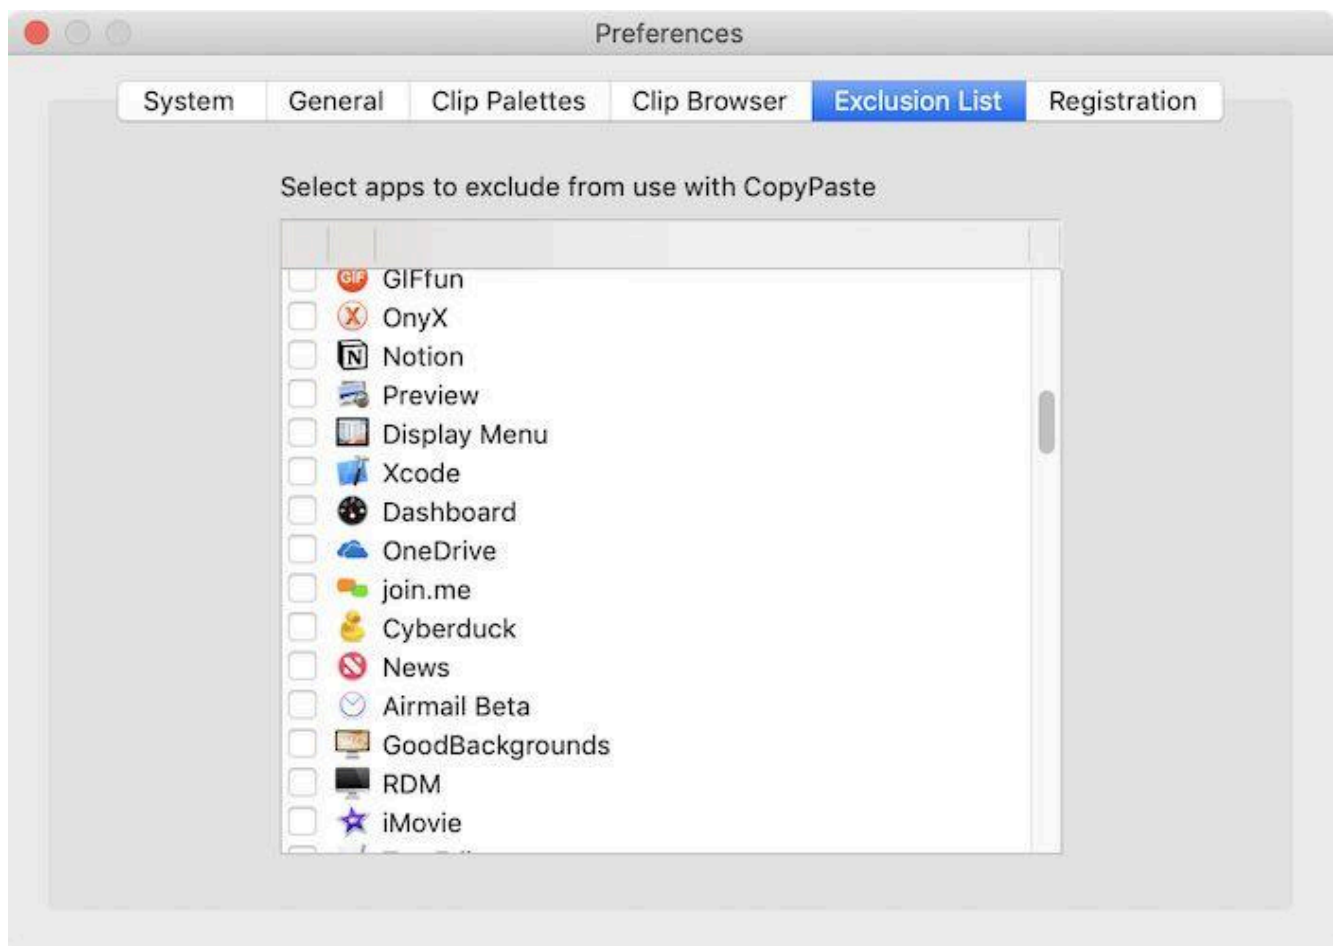 Preferences
System General Clip Palettes Clip Browser Exclusion List Registration
Select apps to exclude from use with CopyPaste
GIF GIFfun
X OnyX
N Notion
Preview
Display Menu
Xcode
Dashboard
OneDrive
join.me
Cyberduck
News
Airmail Beta
GoodBackgrounds
RDM
iMovie